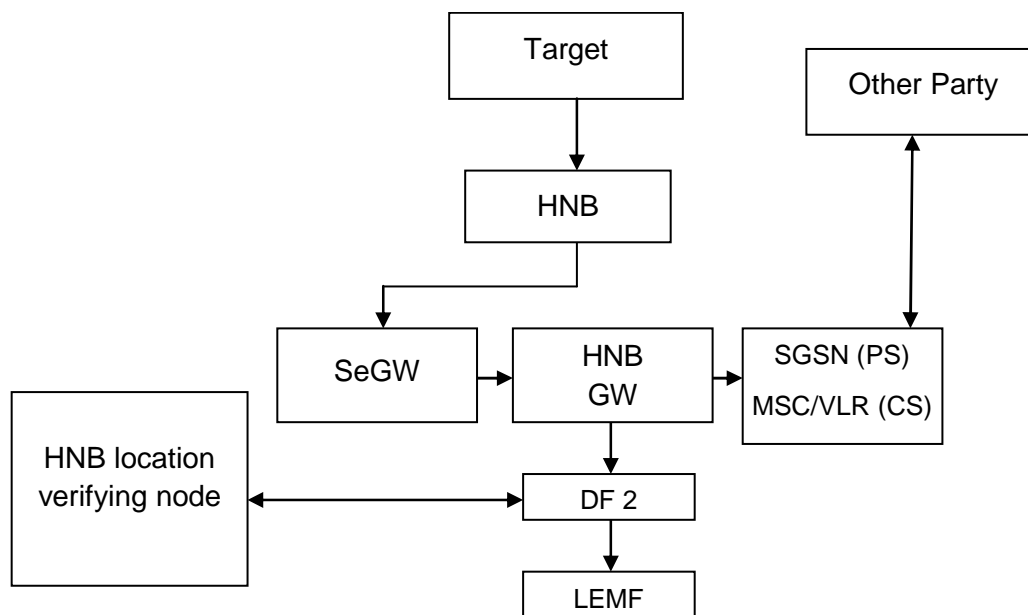 Target
Other Party
HNB
SeGW
HNB
GW
SGSN (PS)
MSC/VLR (CS)
HNB location
verifying node
DF 2
LEMF